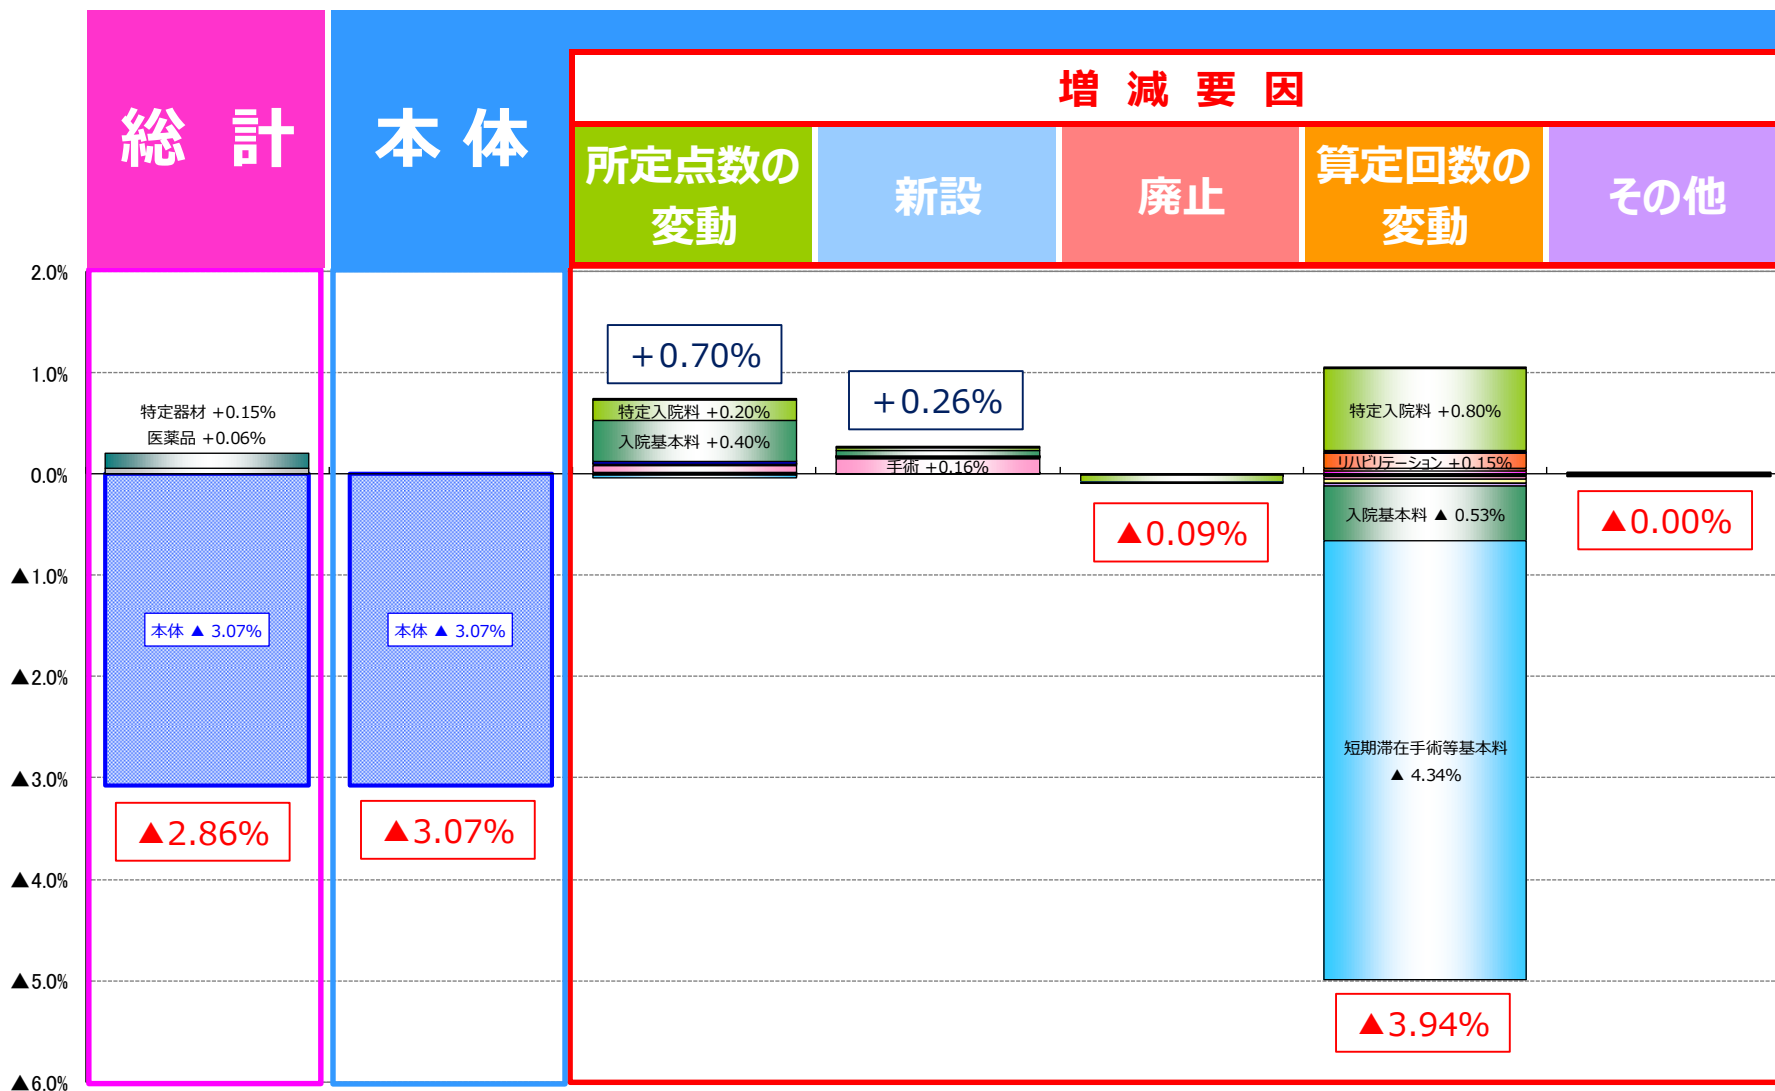 総 計
本 体
増 減 要 因
所定点数の
変動
新設
廃止
算定回数の
変動
その他
2.0%
1.0%
0.0%
▲1.0%
▲2.0%
▲3.0%
▲4.0%
▲5.0%
▲6.0%
特定器材 +0.15%
医薬品 +0.06%
本体 ▲ 3.07%
▲2.86%
本体 ▲ 3.07%
▲3.07%
+0.70%
特定入院料 +0.20%
入院基本料 +0.40%
+0.26%
手術 +0.16%
▲0.09%
特定入院料 +0.80%
リハビリテーション +0.15%
入院基本料 ▲ 0.53%
短期滞在手術等基本料
▲ 4.34%
▲3.94%
▲0.00%